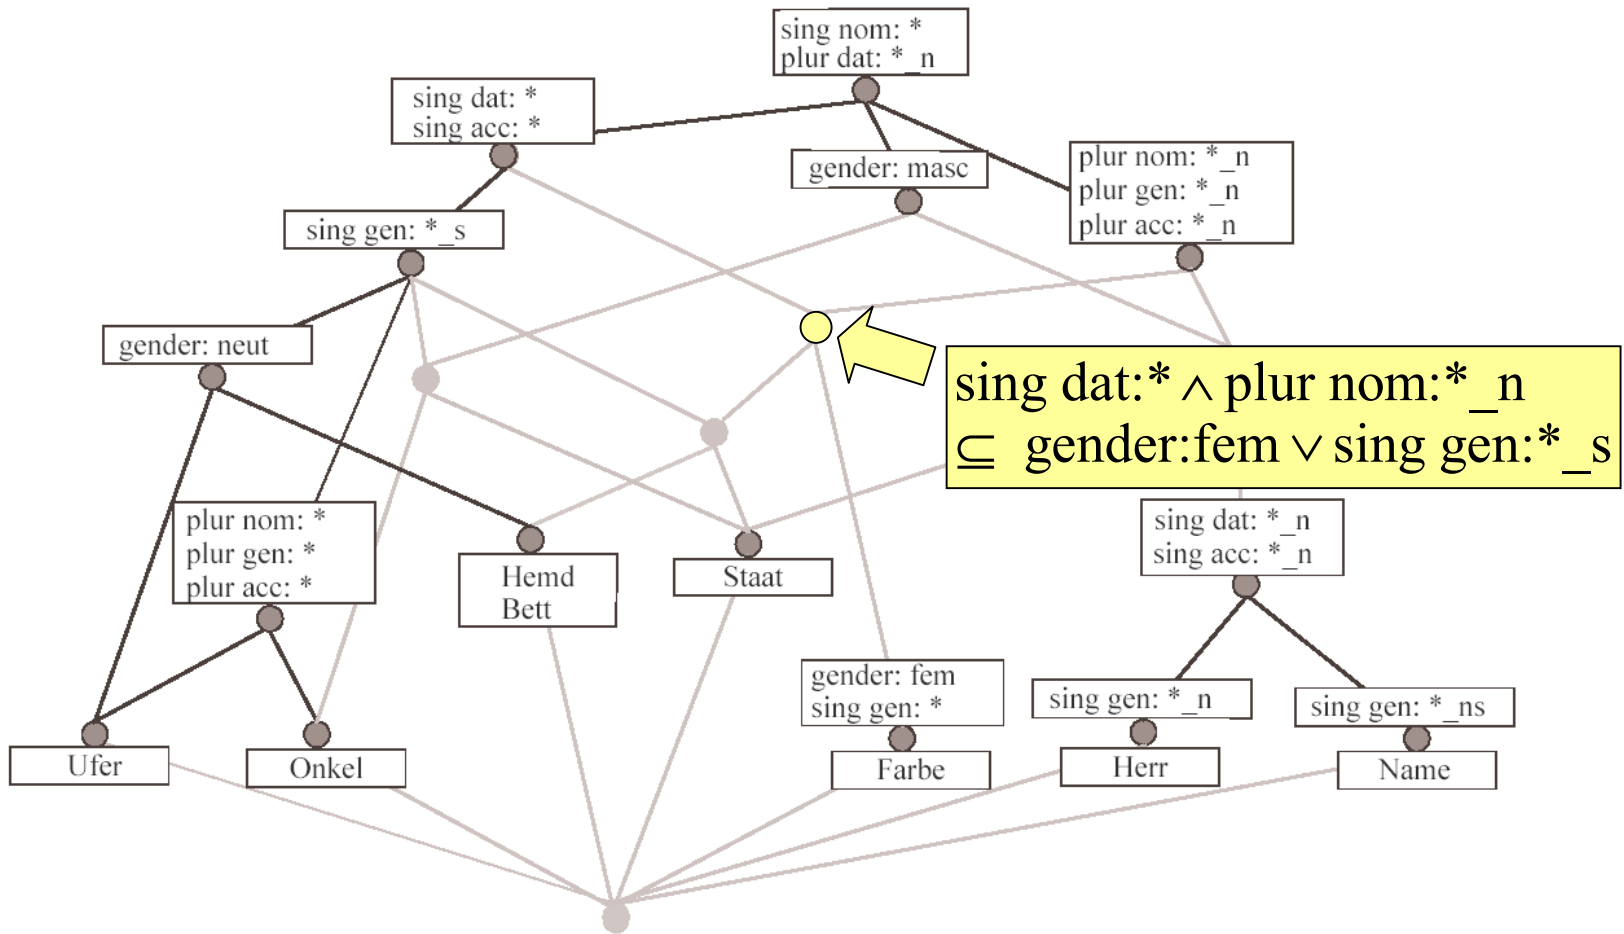 sing nom: *
plur dat: *_n
sing dat: *
sing acc: *
gender: masc
plur nom: *_n
plur gen: *_n
plur acc: *_n
sing gen: *_s
gender: neut
sing dat:* ∧ plur nom:*_n
⊆ gender:fem ∨ sing gen:*_s
plur nom: *
plur gen: *
plur acc: *
sing dat: *_n
sing acc: *_n
Hemd
Bett
Staat
gender: fem
sing gen: *
sing gen: *_n
sing gen: *_ns
Ufer
Onkel
Farbe
Herr
Name